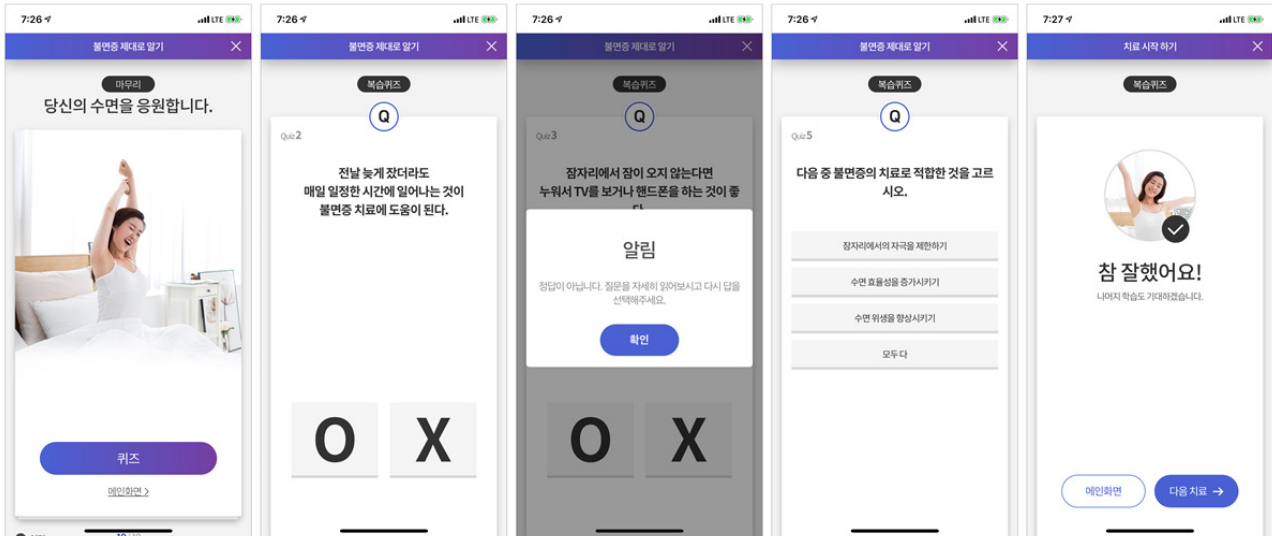 7:26
LTE
불면증 제대로 알기
마무리
당신의 수면을 응원합니다.
퀴즈
메인화면 >
7:26
LTE
불면증 제대로 알기
복습퀴즈
Q
Quiz 2
전날 늦게 잤더라도
매일 일정한 시간에 일어나는 것이
불면증 치료에 도움이 된다.
O X
7:26
LTE
불면증 제대로 알기
복습퀴즈
Q
Quiz 3
잠자리에서 잠이 오지 않는다면
누워서 TV를 보거나 핸드폰을 하는 것이 좋
알림
정답이 아닙니다. 질문을 자세히 읽어보시고 다시 답을
선택해주세요.
확인
O X
7:26
LTE
불면증 제대로 알기
복습퀴즈
Q
Quiz 5
다음 중 불면증의 치료로 적합한 것을 고르
시오.
잠자리에서의 자극을 제한하기
수면 효율성을 증가시키기
수면 위생을 향상시키기
모두 다
7:27
LTE
치료 시작 하기
복습퀴즈
참 잘했어요!
나머지 학습도 기대하겠습니다.
메인화면
다음 치료 →